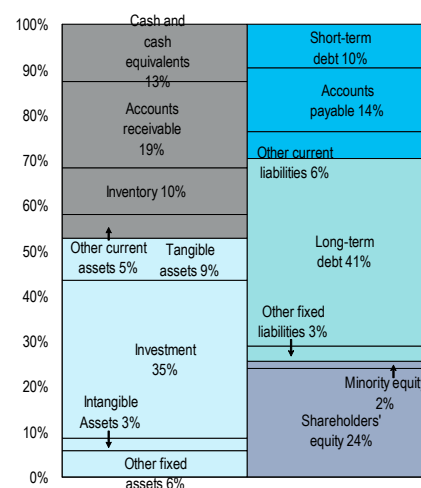 100%
90%
80%
70%
60%
50%
40%
30%
20%
10%
0%
Cash and
cash
equivalents
13%
Accounts
receivable
19%
Inventory 10%
Other current
assets 5%
Tangible
assets 9%
Investment
35%
Intangible
Assets 3%
Other fixed
assets 6%
Short-term
debt 10%
Accounts
payable 14%
Other current
liabilities 6%
Long-term
debt 41%
Other fixed
liabilities 3%
Minority equity
2%
Shareholders'
equity 24%